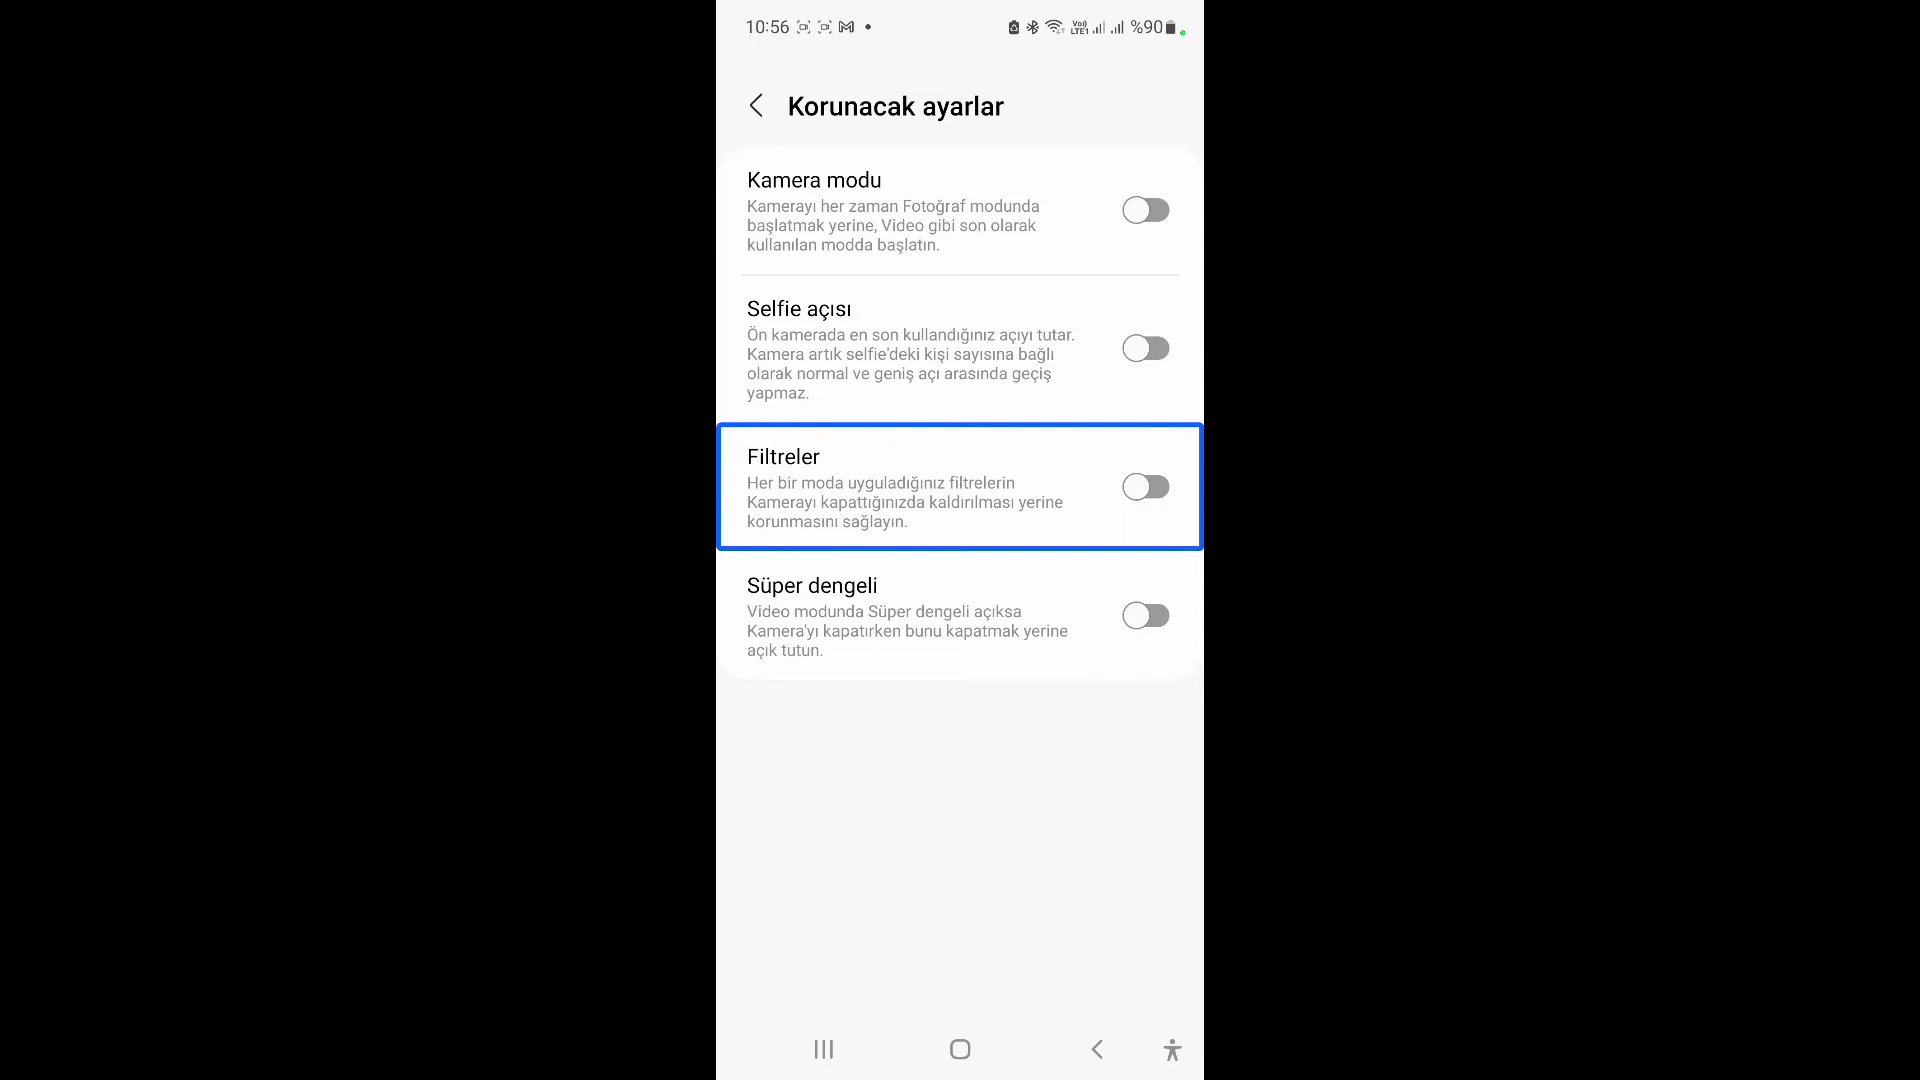 10:56
Vo))
LTE1
%90
Korunacak ayarlar
Kamera modu
Kamerayı her zaman Fotoğraf modunda
başlatmak yerine, Video gibi son olarak
kullanılan modda başlatın.
Selfie açısı
Ön kamerada en son kullandığınız açıyı tutar.
Kamera artık selfie'deki kişi sayısına bağlı
olarak normal ve geniş açı arasında geçiş
yapmaz.
Filtreler
Her bir moda uyguladığınız filtrelerin
Kamerayı kapattığınızda kaldırılması yerine
korunmasını sağlayın.
Süper dengeli
Video modunda Süper dengeli açıksa
Kamera'yı kapatırken bunu kapatmak yerine
açık tutun.